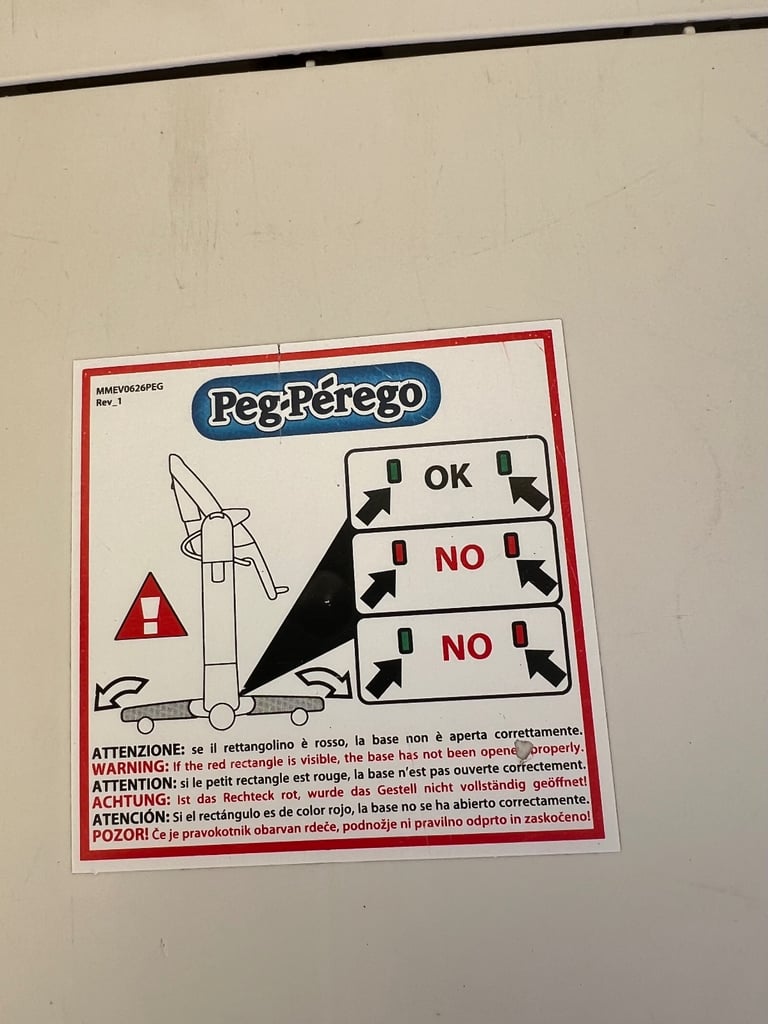 MMEV0626PEG
Rev_1
Peg-Pérego
OK
NO
NO
ATTENZIONE: se il rettangolino è rosso, la base non è aperta correttamente.
WARNING: If the red rectangle is visible, the base has not been opened properly.
ATTENTION: si le petit rectangle est rouge, la base n'est pas ouverte correctement.
ACHTUNG: Ist das Rechteck rot, wurde das Gestell nicht vollständig geöffnet!
ATENCIÓN: Si el rectángulo es de color rojo, la base no se ha abierto correctamente.
POZOR! Če je pravokotnik obarvan rdeče, podnožje ni pravilno odprto in zaskočeno!